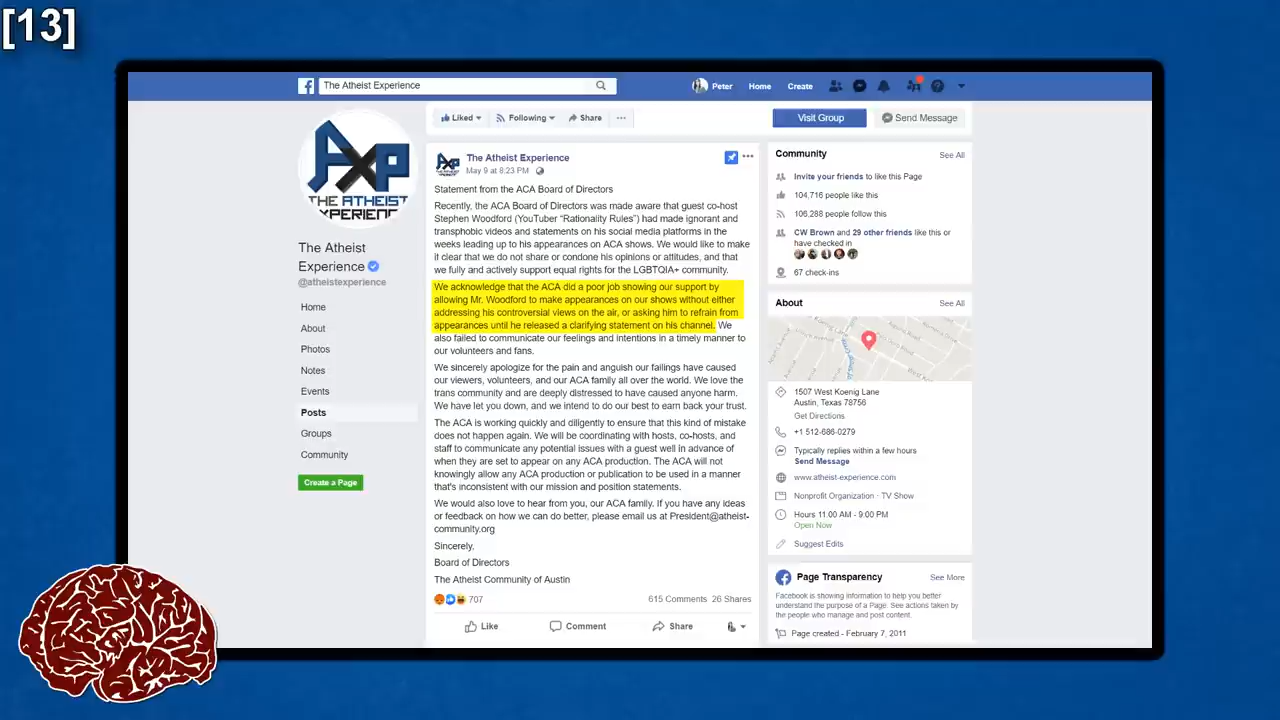 [13]
The Atheist Experience
Peter
Home
Create
Liked
Following
Share
Visit Group
Send Message
AXP
THE ATHEIST
EXPERIENCE
The Atheist
Experience
@atheistexperience
Home
About
Photos
Notes
Events
Posts
Groups
Community
Create a Page
The Atheist Experience
May 9 at 8:23 PM
Statement from the ACA Board of Directors
Recently, the ACA Board of Directors was made aware that guest co-host
Stephen Woodford (YouTuber “Rationality Rules”) had made ignorant and
transphobic videos and statements on his social media platforms in the
weeks leading up to his appearances on ACA shows. We would like to make
it clear that we do not share or condone his opinions or attitudes, and that
we fully and actively support equal rights for the LGBTQIA+ community.
We acknowledge that the ACA did a poor job showing our support by
allowing Mr. Woodford to make appearances on our shows without either
addressing his controversial views on the air, or asking him to refrain from
appearances until he released a clarifying statement on his channel. We
also failed to communicate our feelings and intentions in a timely manner to
our volunteers and fans.
We sincerely apologize for the pain and anguish our failings have caused
our viewers, volunteers, and our ACA family all over the world. We love the
trans community and are deeply distressed to have caused anyone harm.
We have let you down, and we intend to do our best to earn back your trust.
The ACA is working quickly and diligently to ensure that this kind of mistake
does not happen again. We will be coordinating with hosts, co-hosts, and
staff to communicate any potential issues with a guest well in advance of
when they are set to appear on any ACA production. The ACA will not
knowingly allow any ACA production or publication to be used in a manner
that's inconsistent with our mission and position statements.
We would also love to hear from you, our ACA family. If you have any ideas
or feedback on how we can do better, please email us at President@atheist-
community.org
Sincerely,
Board of Directors
The Atheist Community of Austin
707
615 Comments 26 Shares
Like
Comment
Share
Community
See All
Invite your friends to like this Page
104,716 people like this
106,288 people follow this
CW Brown and 29 other friends like this or
have checked in
67 check-ins
About
See All
1507 West Koenig Lane
Austin, Texas 78756
Get Directions
+1 512-686-0279
Typically replies within a few hours
Send Message
www.atheist-experience.com
Nonprofit Organization · TV Show
Hours 11:00 AM - 9:00 PM
Open Now
Suggest Edits
Page Transparency
See More
Facebook is showing information to help you better
understand the purpose of a Page. See actions taken by
the people who manage and post content.
Page created - February 7, 2011